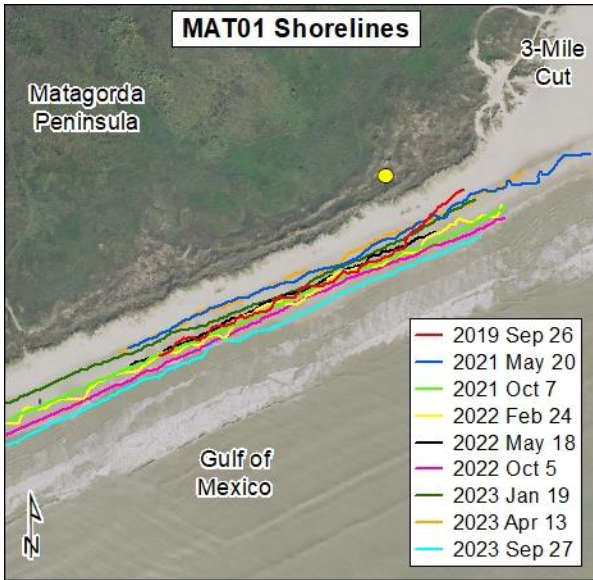 MAT01 Shorelines
3-Mile
Cut
Matagorda
Peninsula
2019 Sep 26
2021 May 20
2021 Oct 7
2022 Feb 24
2022 May 18
2022 Oct 5
2023 Jan 19
2023 Apr 13
2023 Sep 27
Gulf of
Mexico
N